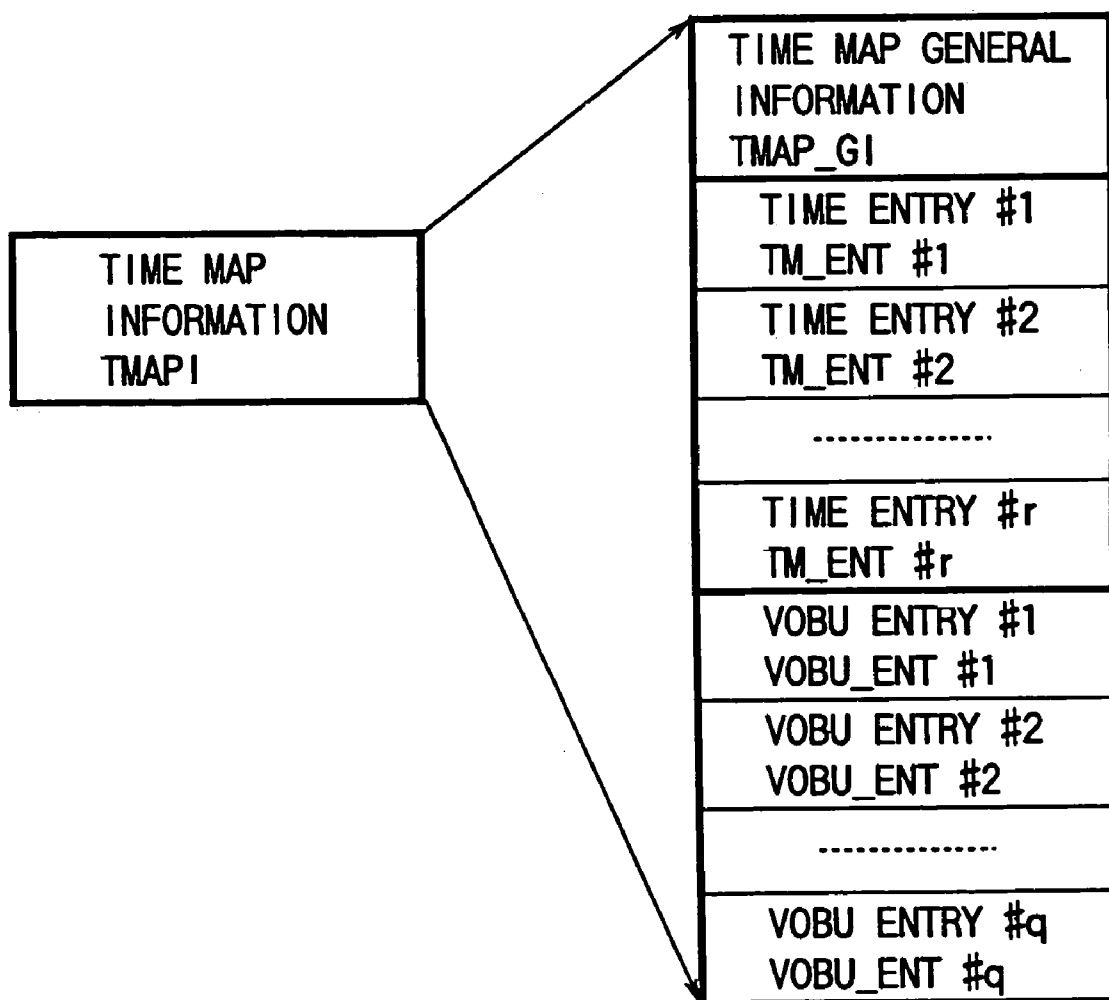 TIME MAP
INFORMATION
TMAPI
TIME MAP GENERAL
INFORMATION
TMAP_GI
TIME ENTRY #1
TM_ENT #1
TIME ENTRY #2
TM_ENT #2
---------------
TIME ENTRY #r
TM_ENT #r
VOBU ENTRY #1
VOBU_ENT #1
VOBU ENTRY #2
VOBU_ENT #2
---------------
VOBU ENTRY #q
VOBU_ENT #q